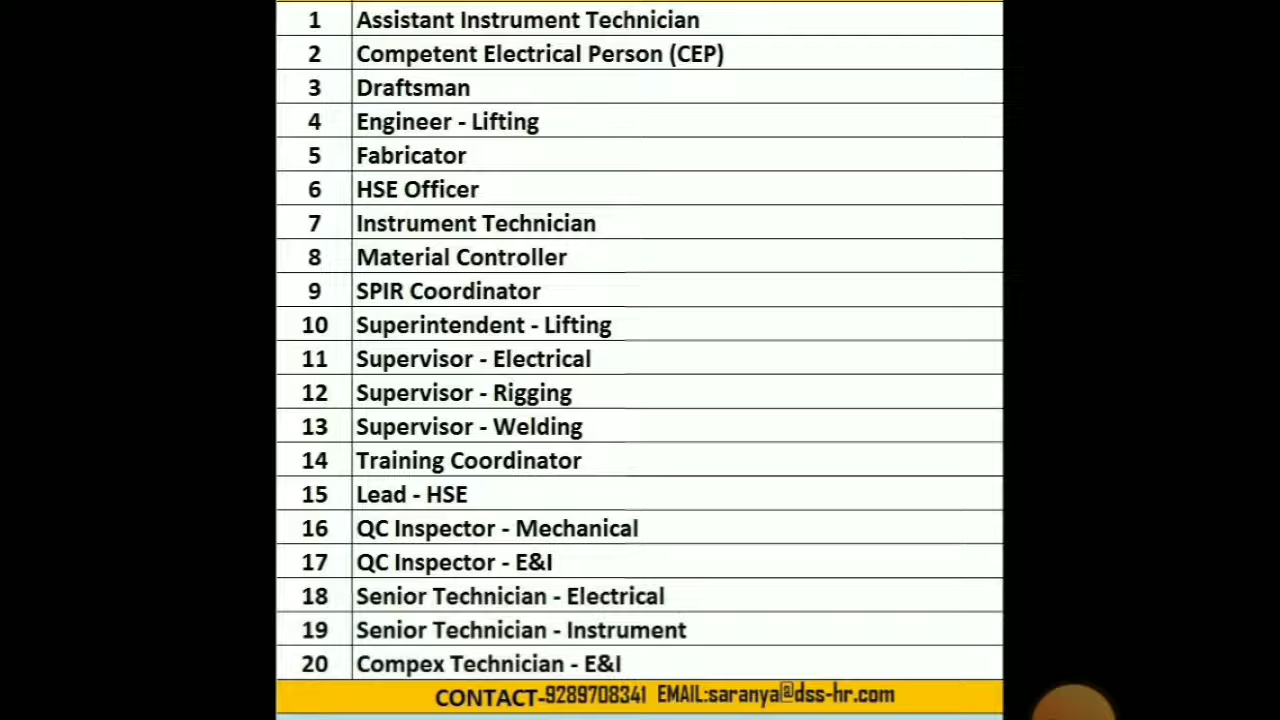 1 Assistant Instrument Technician
2 Competent Electrical Person (CEP)
3 Draftsman
4 Engineer - Lifting
5 Fabricator
6 HSE Officer
7 Instrument Technician
8 Material Controller
9 SPIR Coordinator
10 Superintendent - Lifting
11 Supervisor - Electrical
12 Supervisor - Rigging
13 Supervisor - Welding
14 Training Coordinator
15 Lead - HSE
16 QC Inspector - Mechanical
17 QC Inspector - E&I
18 Senior Technician - Electrical
19 Senior Technician - Instrument
20 Compex Technician - E&I
CONTACT-9289708341 EMAIL:saranya@dss-hr.com